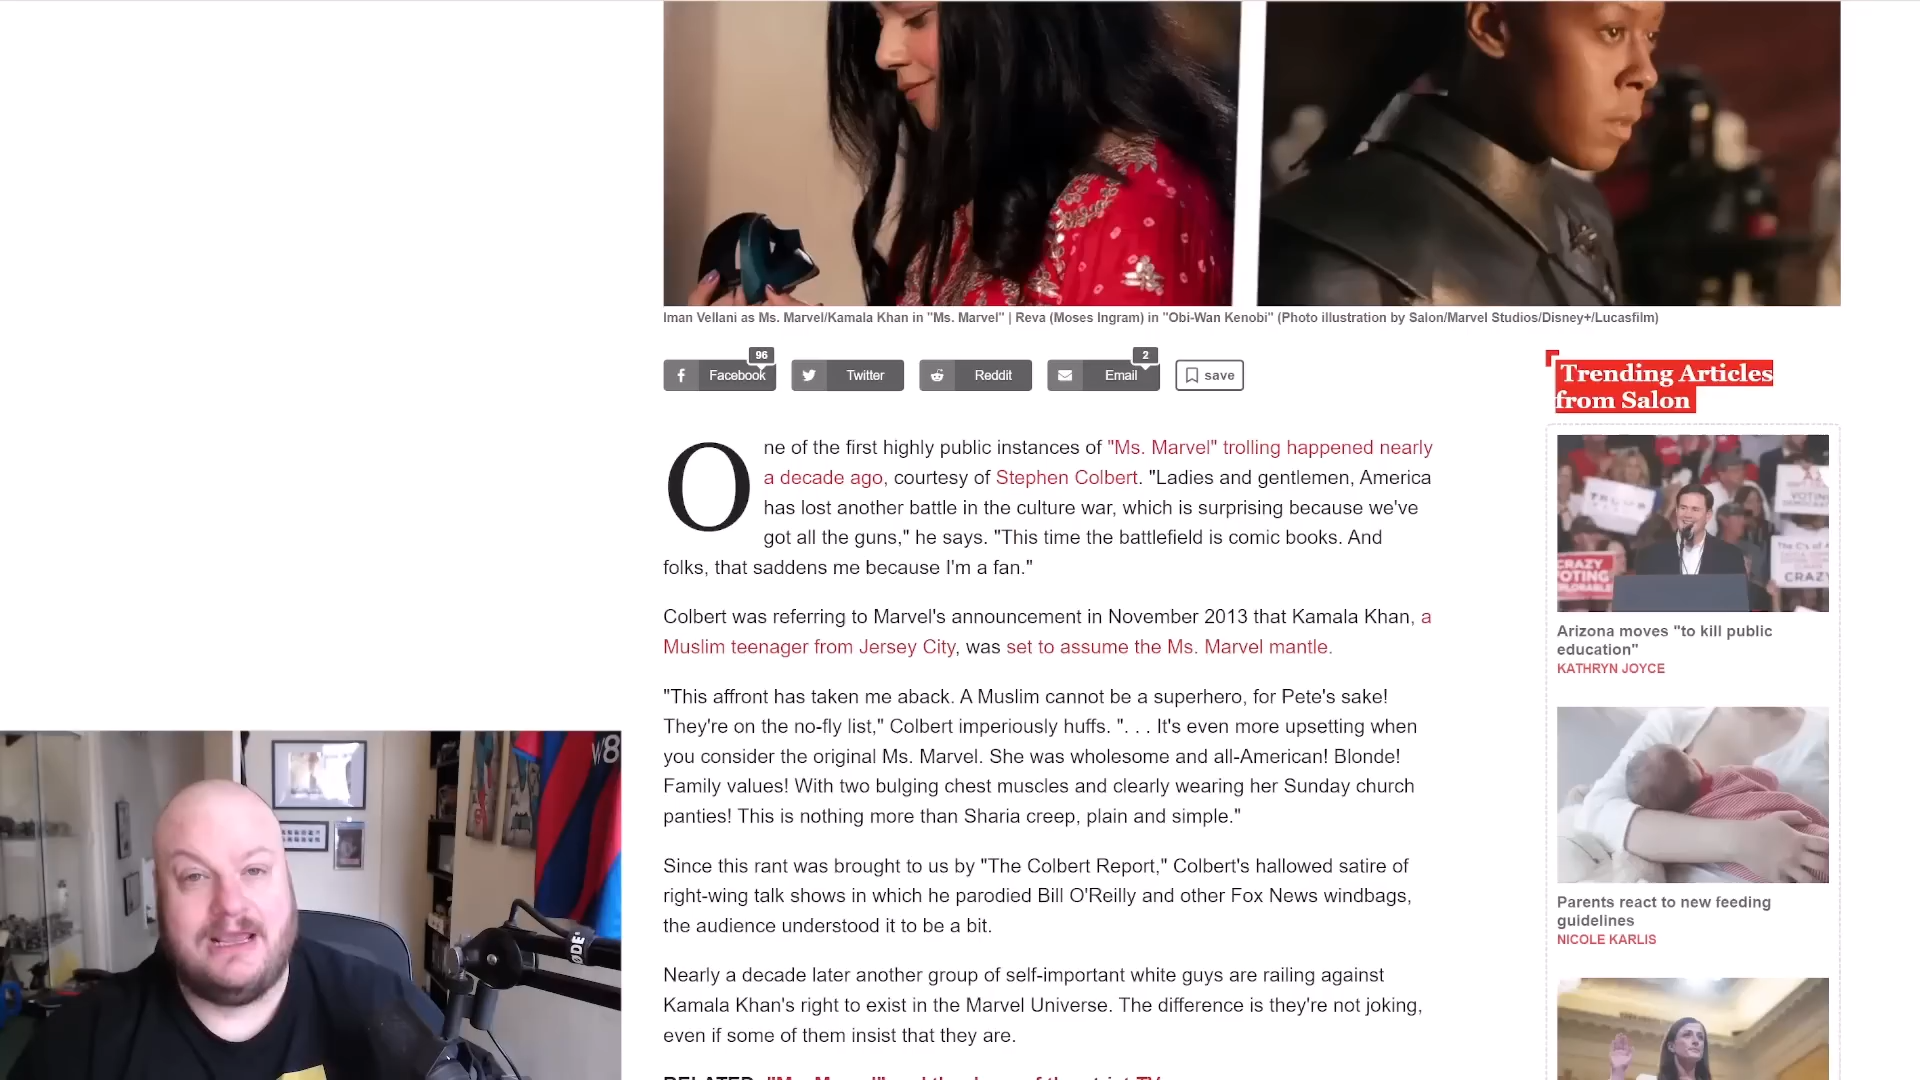 Iman Vellani as Ms. Marvel/Kamala Khan in "Ms. Marvel" | Reva (Moses Ingram) in "Obi-Wan Kenobi" (Photo illustration by Salon/Marvel Studios/Disney+/Lucasfilm)
96
Facebook
Twitter
Reddit
2
Email
save
One of the first highly public instances of "Ms. Marvel" trolling happened nearly
a decade ago, courtesy of Stephen Colbert. "Ladies and gentlemen, America
has lost another battle in the culture war, which is surprising because we've
got all the guns," he says. "This time the battlefield is comic books. And
folks, that saddens me because I'm a fan."
Colbert was referring to Marvel's announcement in November 2013 that Kamala Khan, a
Muslim teenager from Jersey City, was set to assume the Ms. Marvel mantle.
"This affront has taken me aback. A Muslim cannot be a superhero, for Pete's sake!
They're on the no-fly list," Colbert imperiously huffs. ". . . It's even more upsetting when
you consider the original Ms. Marvel. She was wholesome and all-American! Blonde!
Family values! With two bulging chest muscles and clearly wearing her Sunday church
panties! This is nothing more than Sharia creep, plain and simple."
Since this rant was brought to us by "The Colbert Report," Colbert's hallowed satire of
right-wing talk shows in which he parodied Bill O'Reilly and other Fox News windbags,
the audience understood it to be a bit.
Nearly a decade later another group of self-important white guys are railing against
Kamala Khan's right to exist in the Marvel Universe. The difference is they're not joking,
even if some of them insist that they are.
Trending Articles
from Salon
CRAZY
Arizona moves "to kill public
education"
KATHRYN JOYCE
Parents react to new feeding
guidelines
NICOLE KARLIS
RØDE